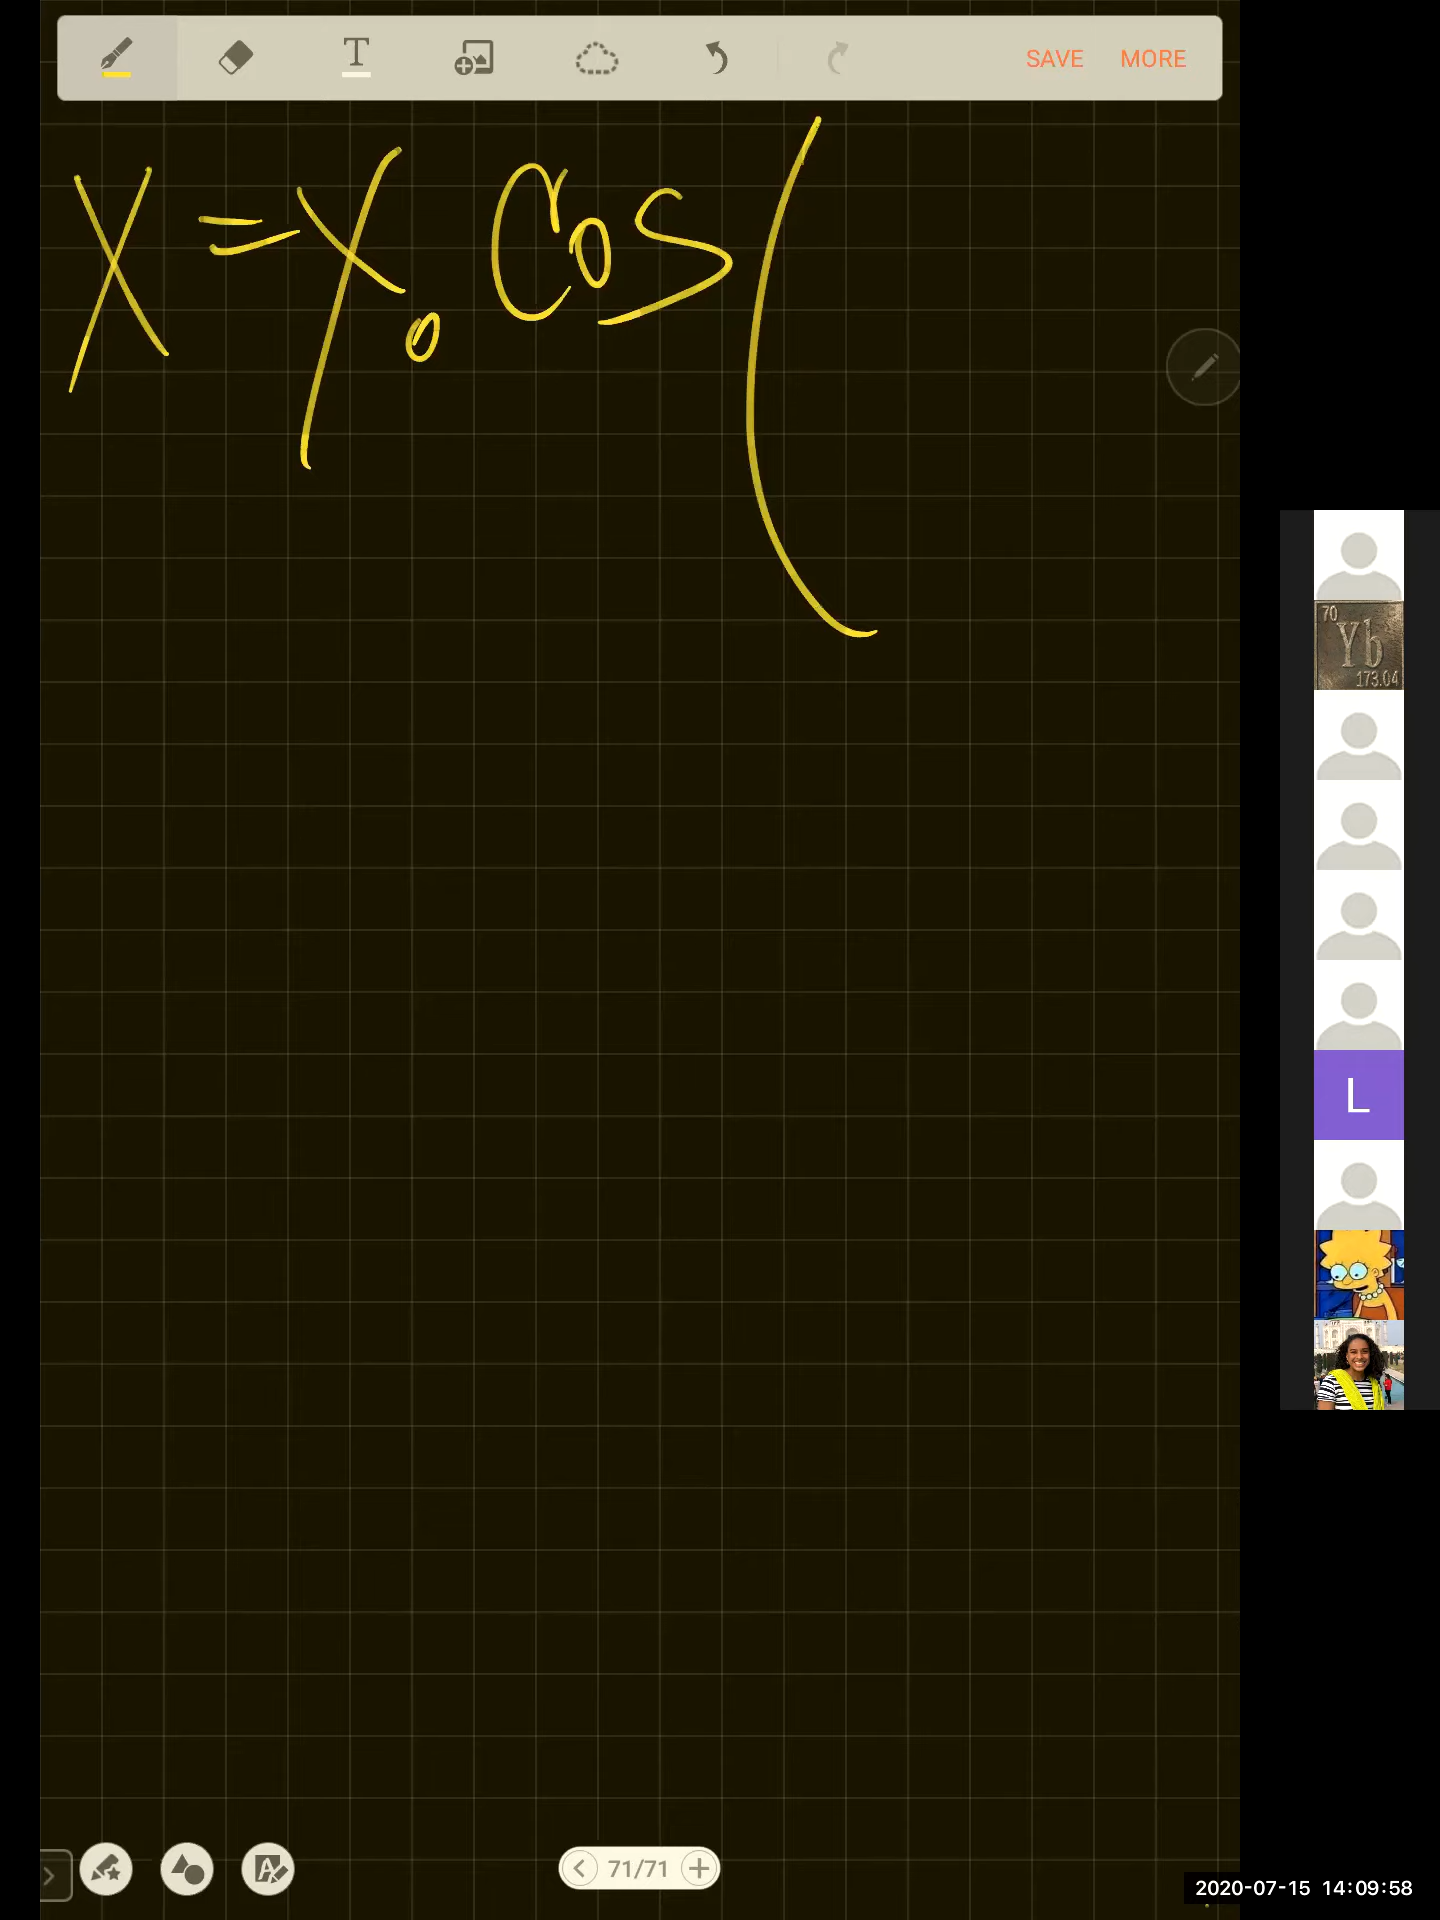 T SAVE MORE
X = X₀ Cos (
70
Yb
173.04
L
A
71/71
2020-07-15 14:09:58